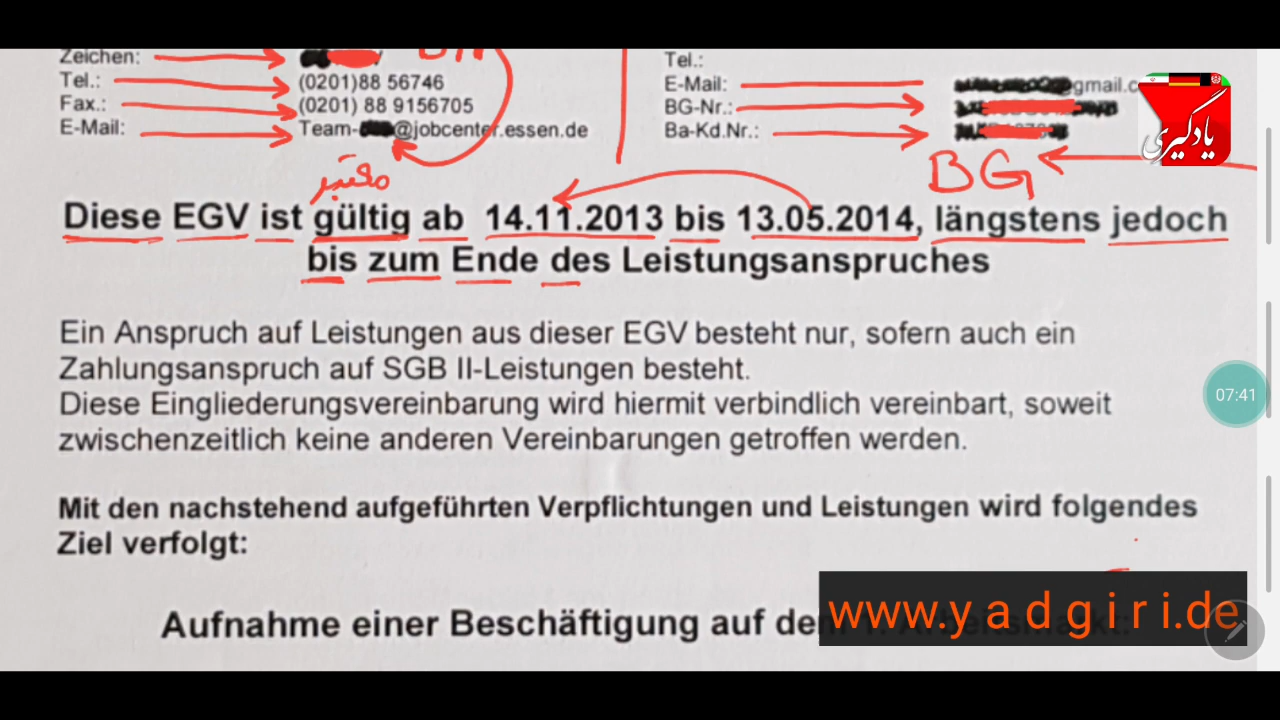 Zeichen:
Tel.: (0201)88 56746
Fax.: (0201) 88 9156705
E-Mail: Team- @jobcenter.essen.de
Tel.:
E-Mail: @gmail.c
BG-Nr.:
Ba-Kd.Nr.:
یادگیری
BG
معتبر
Diese EGV ist gültig ab 14.11.2013 bis 13.05.2014, längstens jedoch
bis zum Ende des Leistungsanspruches
Ein Anspruch auf Leistungen aus dieser EGV besteht nur, sofern auch ein
Zahlungsanspruch auf SGB II-Leistungen besteht.
Diese Eingliederungsvereinbarung wird hiermit verbindlich vereinbart, soweit
zwischenzeitlich keine anderen Vereinbarungen getroffen werden.
07:41
Mit den nachstehend aufgeführten Verpflichtungen und Leistungen wird folgendes
Ziel verfolgt:
Aufnahme einer Beschäftigung auf dem 1. Arbeitsmarkt:
www.y a d g i r i.de